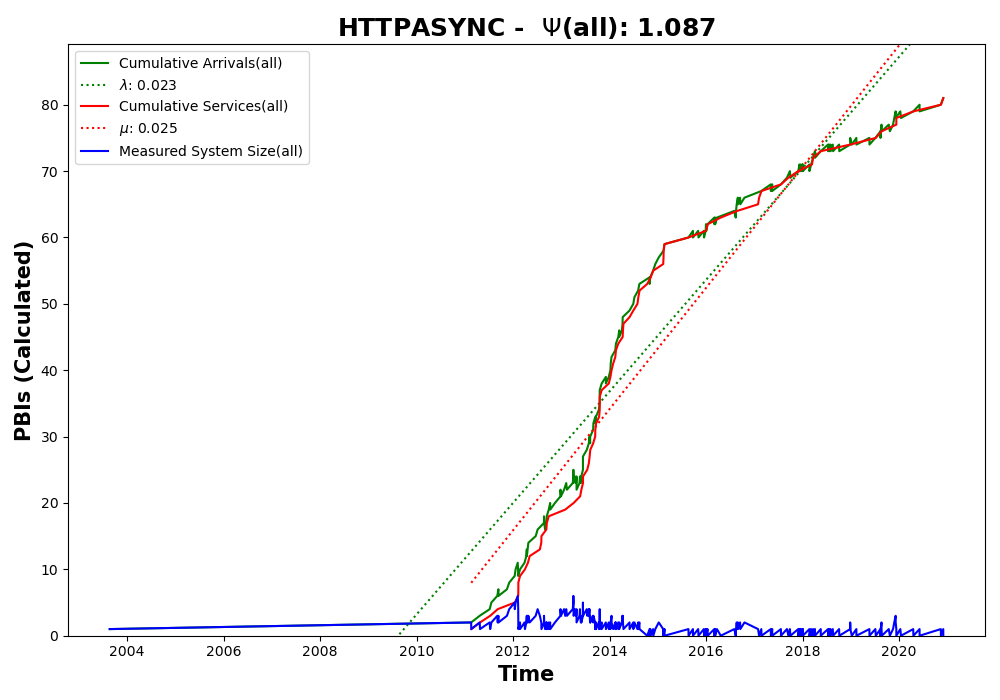 HTTPASYNC - Ψ(all): 1.087
Cumulative Arrivals(all)
λ: 0.023
Cumulative Services(all)
μ: 0.025
Measured System Size(all)
PBIs (Calculated)
80
70
60
50
40
30
20
10
0
2004 2006 2008 2010 2012 2014 2016 2018 2020
Time